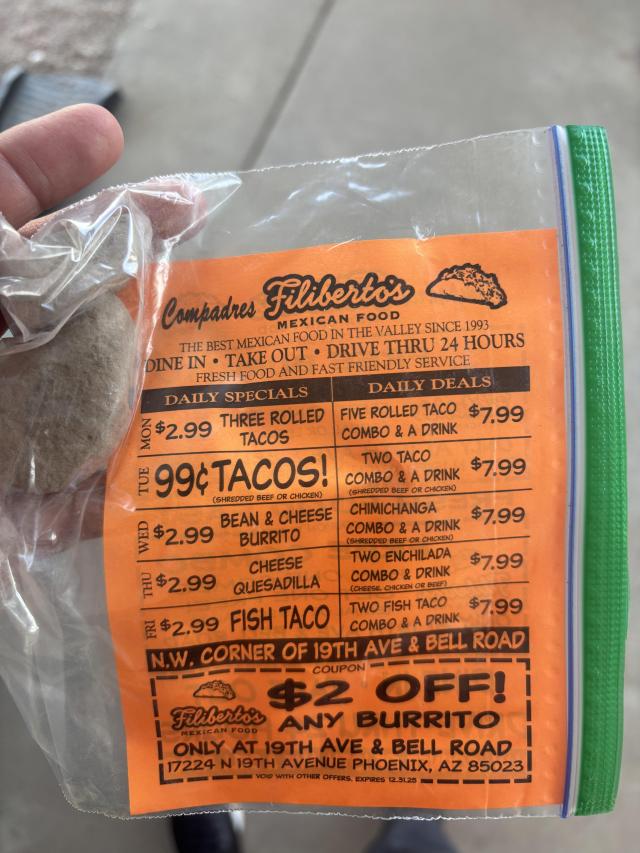 Compadres Filiberto's
MEXICAN FOOD
THE BEST MEXICAN FOOD IN THE VALLEY SINCE 1993
DINE IN • TAKE OUT • DRIVE THRU 24 HOURS
FRESH FOOD AND FAST FRIENDLY SERVICE
DAILY SPECIALS
MON $2.99 THREE ROLLED
TACOS
TUE 99¢ TACOS!
(SHREDDED BEEF OR CHICKEN)
WED $2.99 BEAN & CHEESE
BURRITO
THU $2.99 CHEESE
QUESADILLA
FRI $2.99 FISH TACO
DAILY DEALS
FIVE ROLLED TACO
COMBO & A DRINK $7.99
TWO TACO
COMBO & A DRINK $7.99
(SHREDDED BEEF OR CHICKEN)
CHIMICHANGA
COMBO & A DRINK $7.99
(SHREDDED BEEF OR CHICKEN)
TWO ENCHILADA
COMBO & DRINK $7.99
(CHEESE, CHICKEN OR BEEF)
TWO FISH TACO
COMBO & A DRINK $7.99
N.W. CORNER OF 19TH AVE & BELL ROAD
COUPON
$2 OFF!
Filiberto's
MEXICAN FOOD
ANY BURRITO
ONLY AT 19TH AVE & BELL ROAD
17224 N 19TH AVENUE PHOENIX, AZ 85023
VOID WITH OTHER OFFERS. EXPIRES 12.31.25